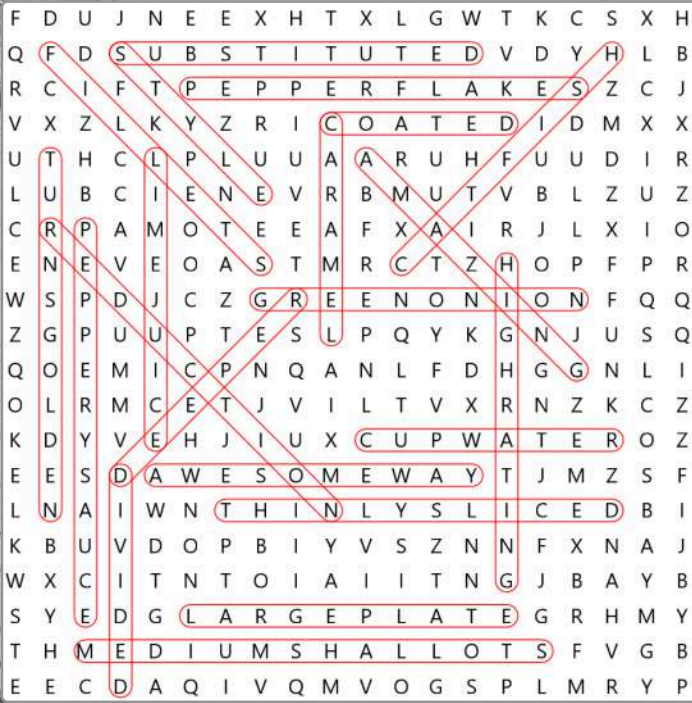 F D U J N E E X H T X L G W T K C S X H
Q F D S U B S T I T U T E D V D Y H L B
R C I F T P E P P E R F L A K E S Z C J
V X Z L K Y Z R I C O A T E D I D M X X
U T H C L P L U U A A R U H F U U D I R
L U B C I E N E V R B M U T V B L Z U Z
C R P A M O T E E A F X A I R J L X I O
E N E V E O A S T M R C T Z H O P F P R
W S P D J C Z G R E E N O N I O N F Q Q
Z G P U U P T E S L P Q Y K G N J U S Q
Q O E M I C P N Q A N L F D H G G N L I
O L R M C E T J V I L T V X R N Z K C Z
K D Y V E H J I U X C U P W A T E R O Z
E E S D A W E S O M E W A Y T J M Z S F
L N A I W N T H I N L Y S L I C E D B I
K B U V D O P B I Y V S Z N N F X N A J
W X C I T N T O I A I I T N G J B A Y B
S Y E D G L A R G E P L A T E G R H M Y
T H M E D I U M S H A L L O T S F V G B
E E C D A Q I V Q M V O G S P L M R Y P